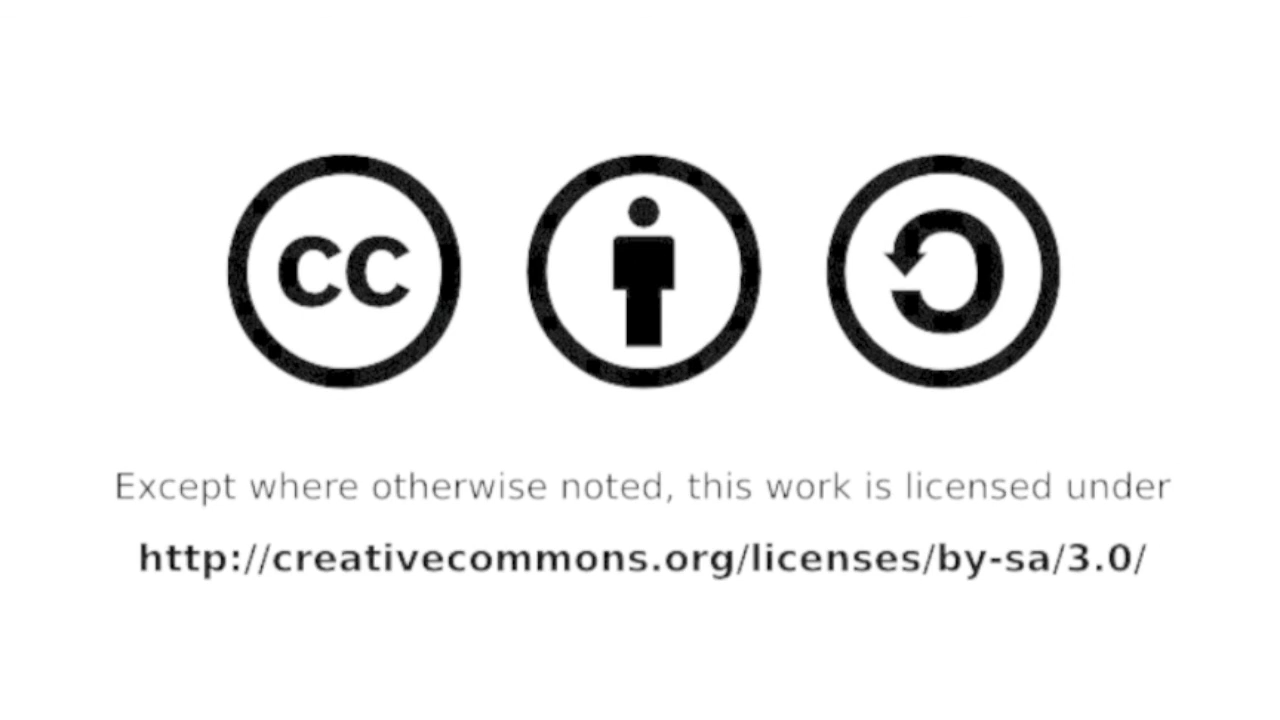 cc
Except where otherwise noted, this work is licensed under
http://creativecommons.org/licenses/by-sa/3.0/